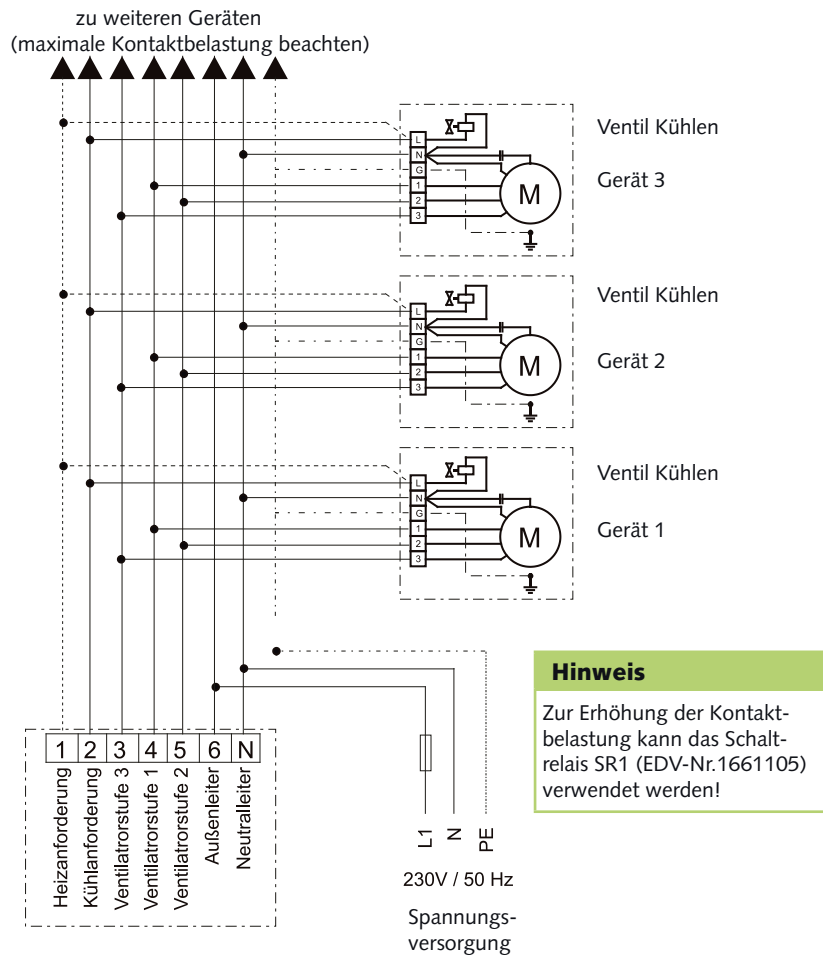 zu weiteren Geräten
(maximale Kontaktbelastung beachten)
L
N
G
1
2
3
M
Ventil Kühlen
Gerät 3
L
N
G
1
2
3
M
Ventil Kühlen
Gerät 2
L
N
G
1
2
3
M
Ventil Kühlen
Gerät 1
1 2 3 4 5 6 N
Heizanforderung
Kühlanforderung
Ventilatrorstufe 3
Ventilatrorstufe 1
Ventilatrorstufe 2
Außenleiter
Neutralleiter
L1
N
PE
230V / 50 Hz
Spannungs-
versorgung
Hinweis
Zur Erhöhung der Kontakt-
belastung kann das Schalt-
relais SR1 (EDV-Nr.1661105)
verwendet werden!